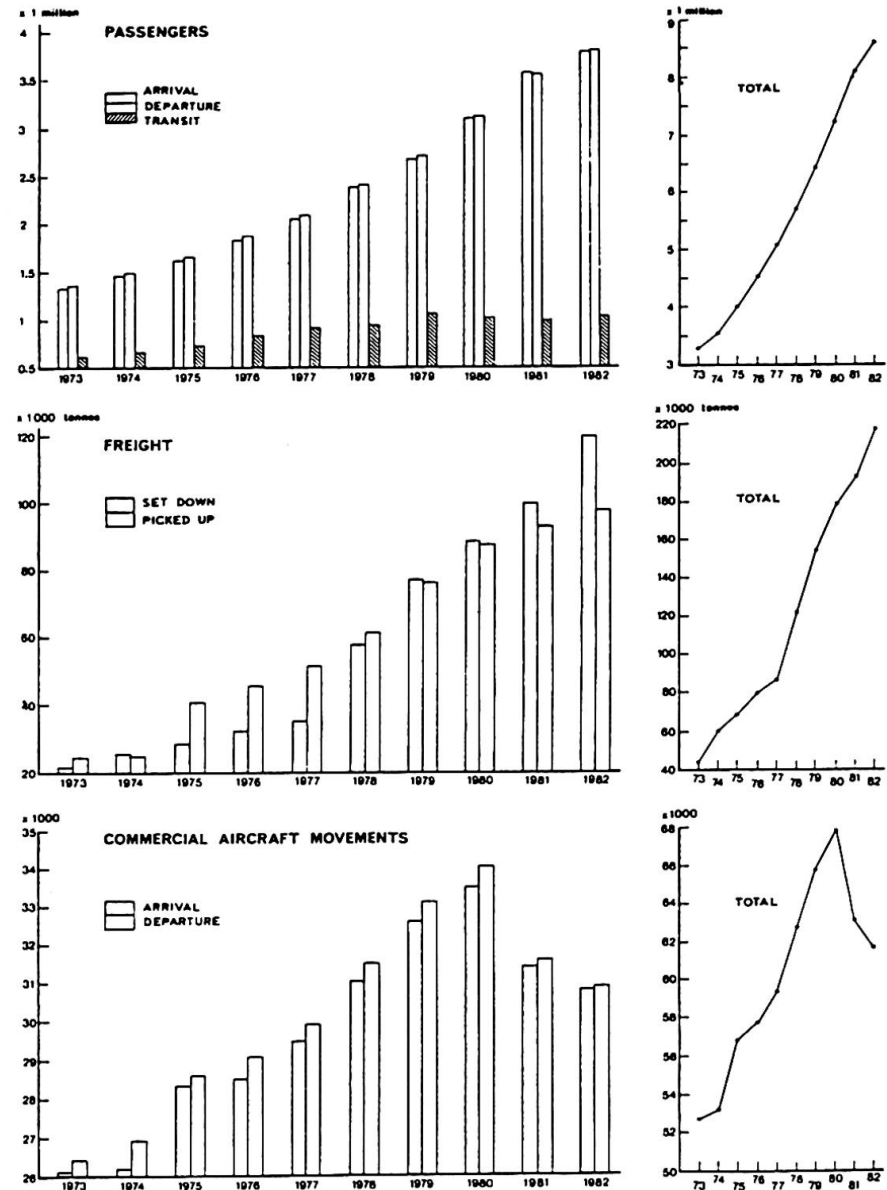 x 1 million
PASSENGERS
ARRIVAL
DEPARTURE
TRANSIT
4
3.5
3
2.5
2
1.5
1
0.5
1973 1974 1975 1976 1977 1978 1979 1980 1981 1982
x 1 million
TOTAL
9
8
7
6
5
4
3
73 74 75 76 77 78 79 80 81 82
x 1000 tonnes
FREIGHT
SET DOWN
PICKED UP
120
100
80
60
40
20
1973 1974 1975 1976 1977 1978 1979 1980 1981 1982
x 1000 tonnes
TOTAL
220
200
180
160
140
120
100
80
60
40
73 74 75 76 77 78 79 80 81 82
x 1000
COMMERCIAL AIRCRAFT MOVEMENTS
ARRIVAL
DEPARTURE
35
34
33
32
31
30
29
28
27
26
1973 1974 1975 1976 1977 1978 1979 1980 1981 1982
x1000
TOTAL
68
66
64
62
60
58
56
54
52
50
73 74 75 76 77 78 79 80 81 82